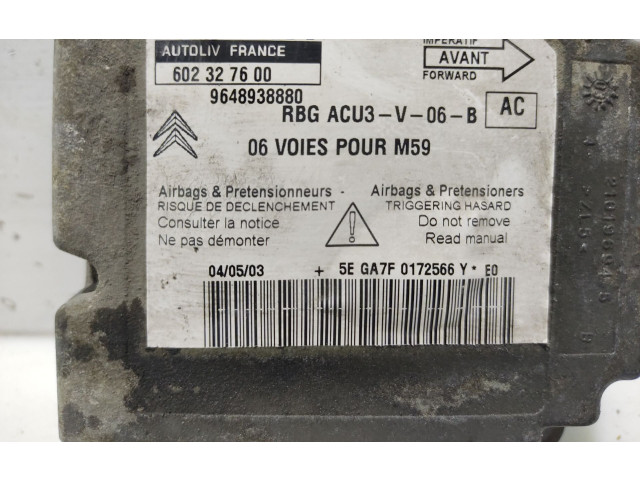 AUTOLIV FRANCE
602 32 76 00
9648938880
IMPERATIF
AVANT
FORWARD
RBG ACU3-V-06-B AC
06 VOIES POUR M59
Airbags & Pretensionneurs -
RISQUE DE DECLENCHEMENT
Consulter la notice
Ne pas démonter
Airbags & Pretensioners
TRIGGERING HASARD
Do not remove
Read manual
!
04/05/03 + 5E GA7F 0172566 Y * E0